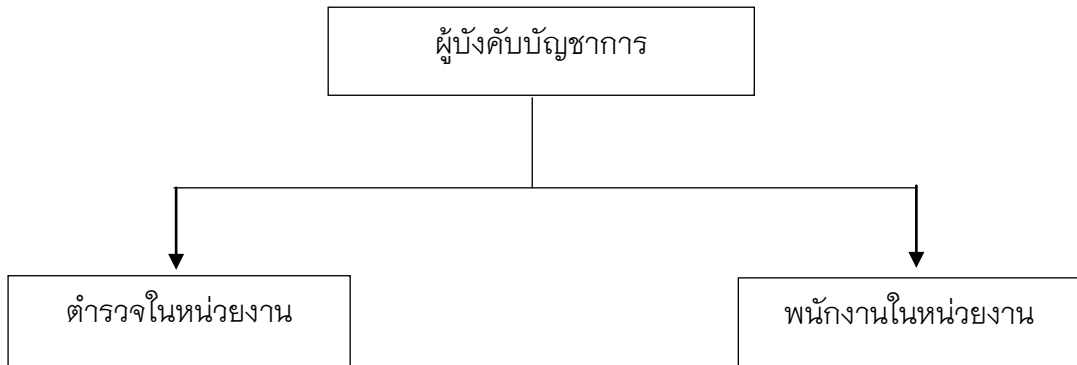 ผู้บังคับบัญชาการ
ตำรวจในหน่วยงาน
พนักงานในหน่วยงาน